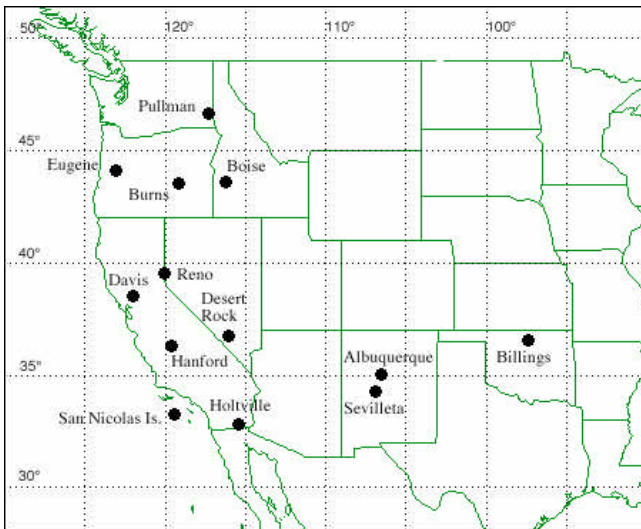 120°
110°
100°
50°
Pullman
45°
Eugene
Boise
Burns
40°
Reno
Davis
Desert
Rock
Hanford
Albuquerque
Billings
35°
Sevilleta
Holtville
San Nicolas Is.
30°